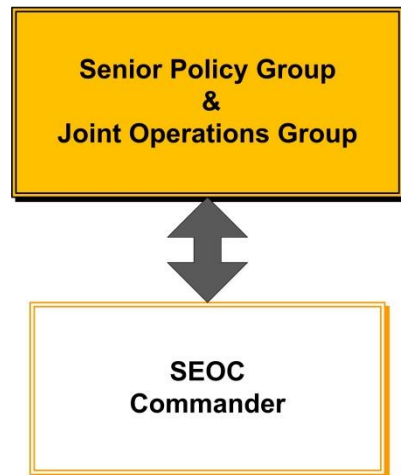 Senior Policy Group
&
Joint Operations Group
SEOC
Commander